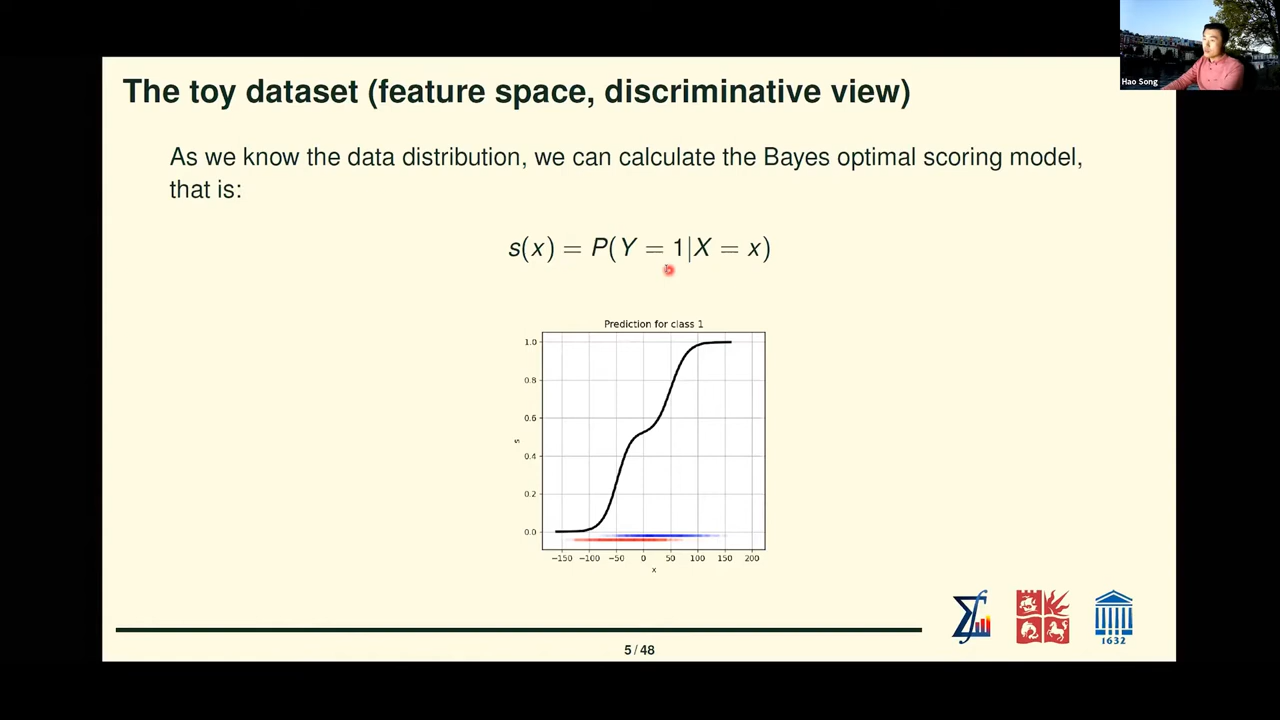 Hao Song
The toy dataset (feature space, discriminative view)
As we know the data distribution, we can calculate the Bayes optimal scoring model,
that is:
s(x) = P(Y = 1|X = x)
Prediction for class 1
1.0
0.8
0.6
s
0.4
0.2
0.0
−150 −100 −50 0 50 100 150 200
x
1632
5 / 48